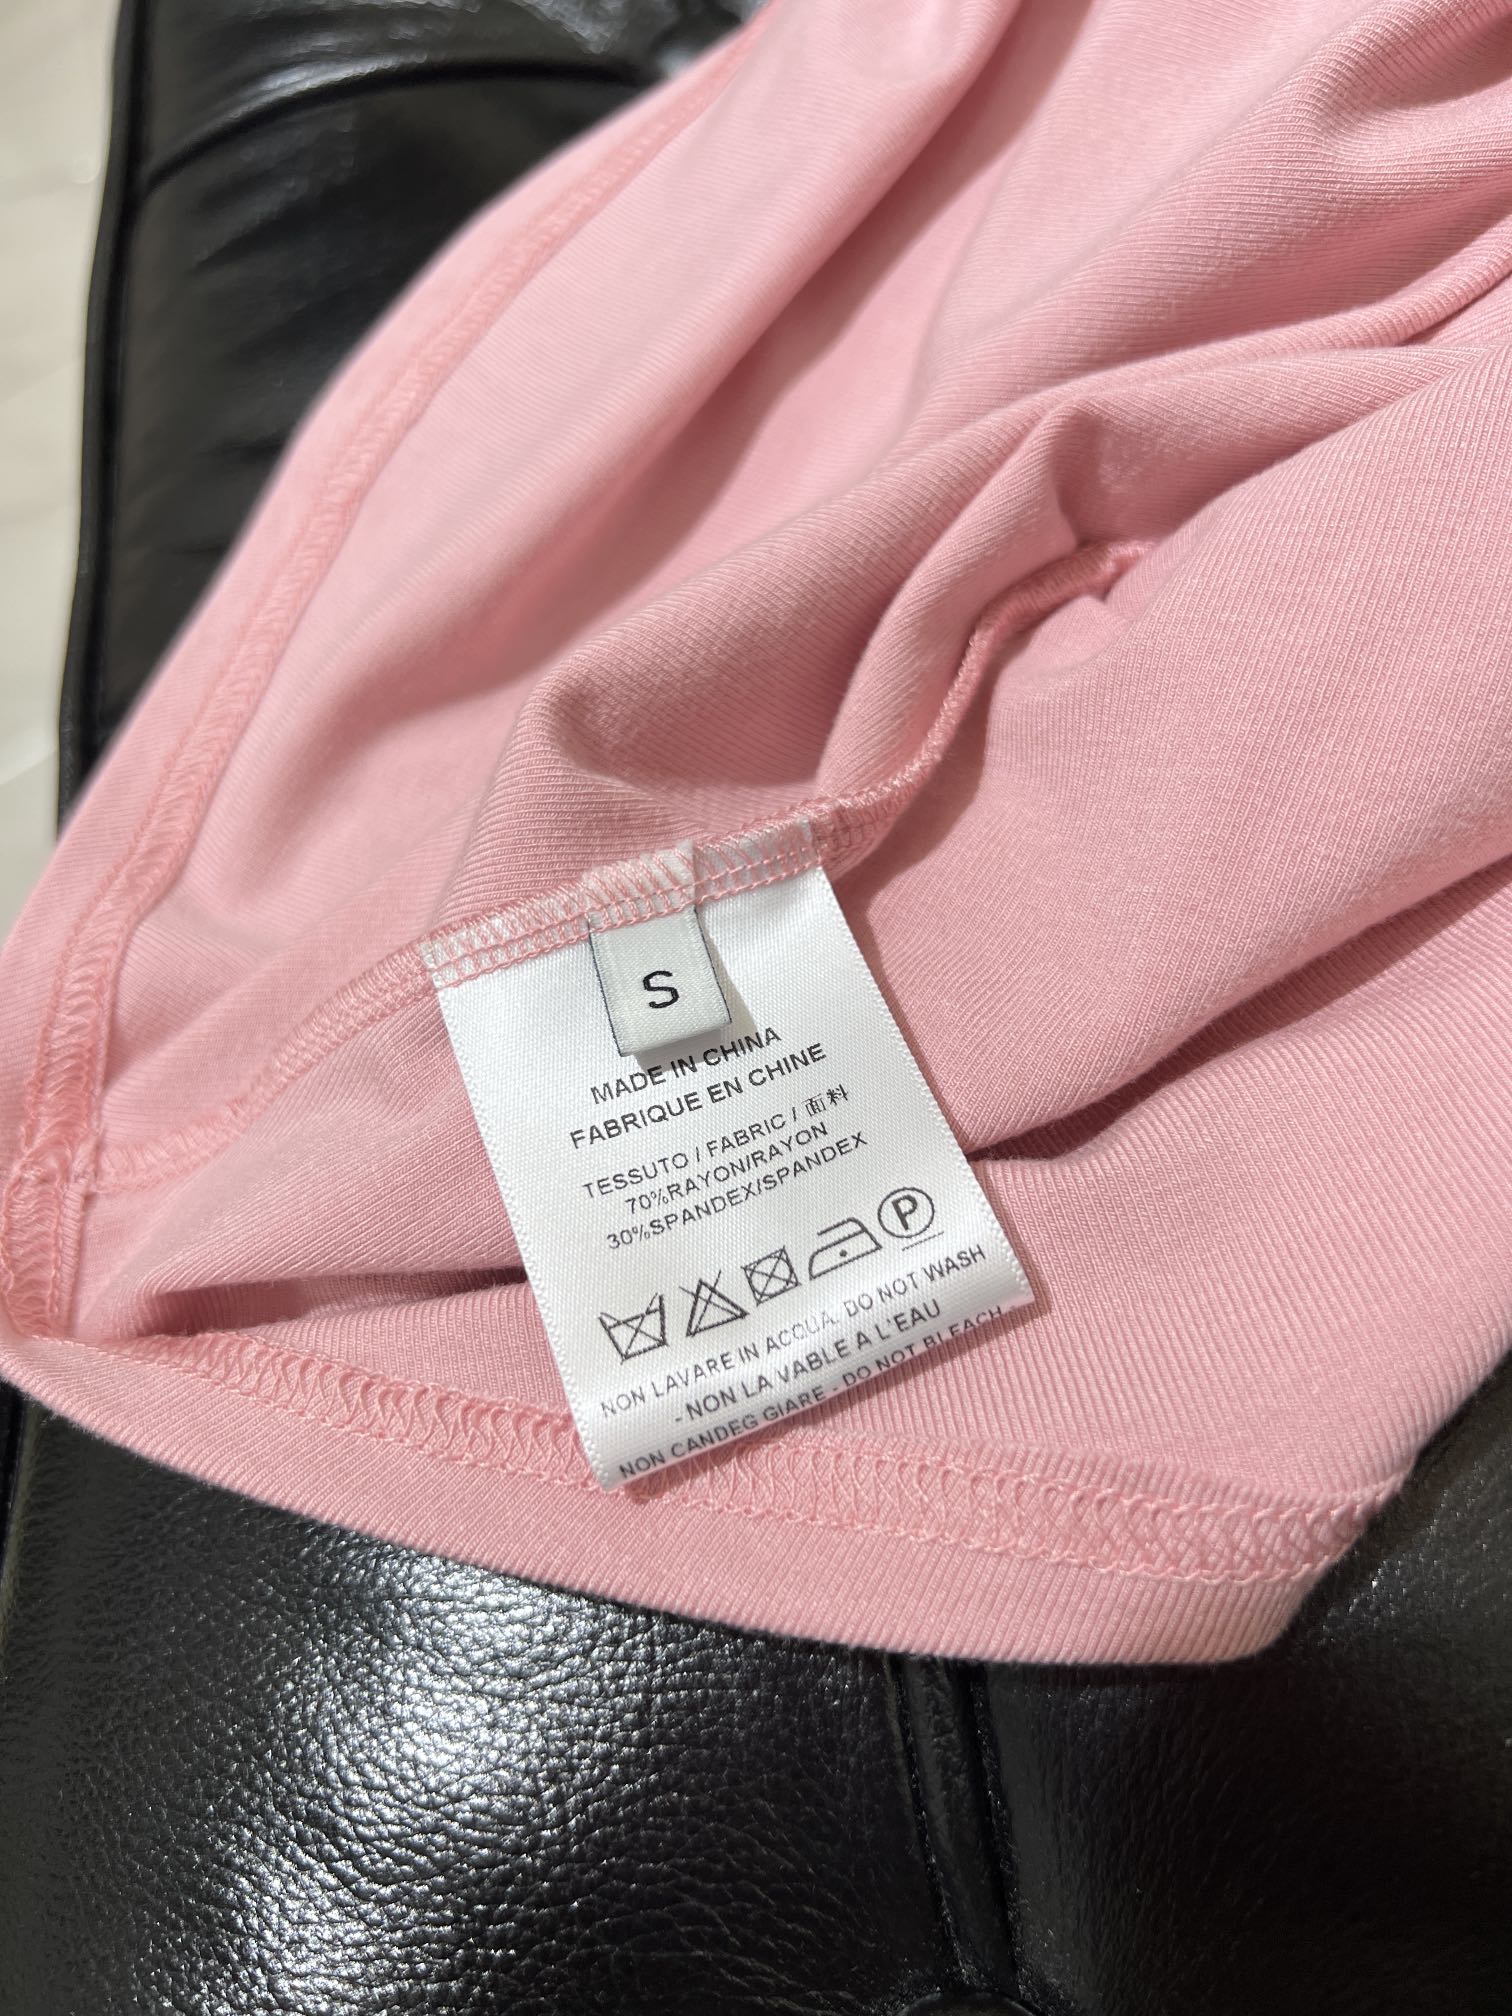 S
MADE IN CHINA
FABRIQUE EN CHINE
TESSUTO / FABRIC / 面料
70%RAYON/RAYON
30%SPANDEX/SPANDEX
P
NON LAVARE IN ACQUA. DO NOT WASH
- NON LA VABLE A L'EAU
NON CANDEG GIARE - DO NOT BLEACH -